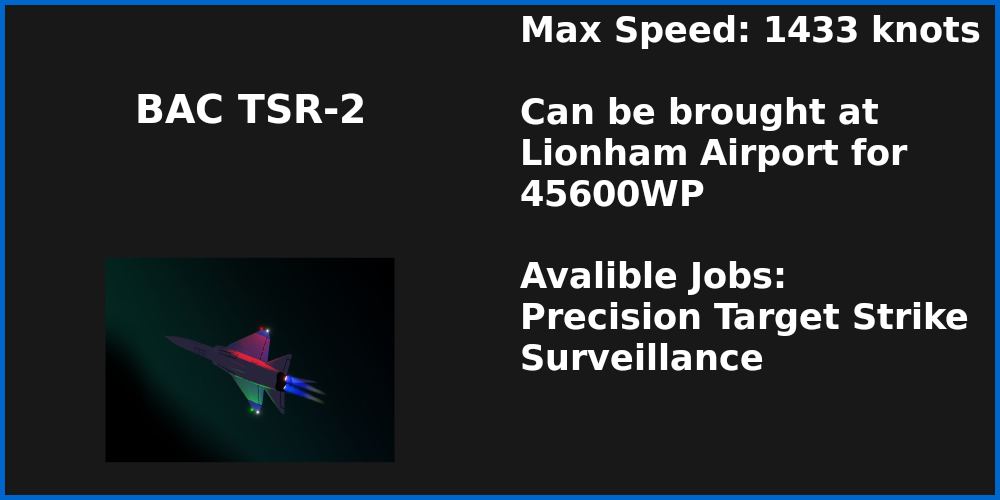 BAC TSR-2
Max Speed: 1433 knots
Can be brought at
Lionham Airport for
45600WP
Avalible Jobs:
Precision Target Strike
Surveillance